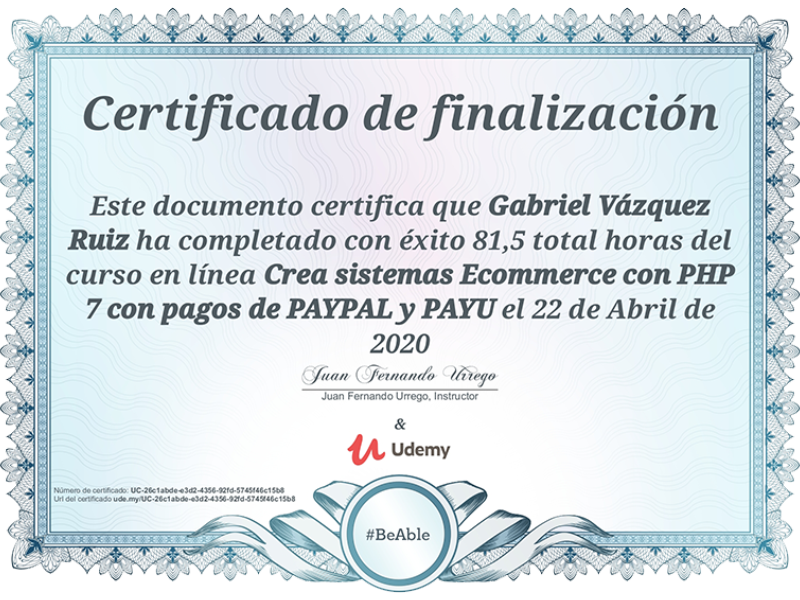 Certificado de finalización
Este documento certifica que Gabriel Vázquez
Ruiz ha completado con éxito 81,5 total horas del
curso en línea Crea sistemas Ecommerce con PHP
7 con pagos de PAYPAL y PAYU el 22 de Abril de
2020
Juan Fernando Urrego
Juan Fernando Urrego, Instructor
&
Udemy
Número de certificado: UC-26c1abde-e3d2-4356-92fd-5745f46c15b8
Url del certificado ude.my/UC-26c1abde-e3d2-4356-92fd-5745f46c15b8
#BeAble